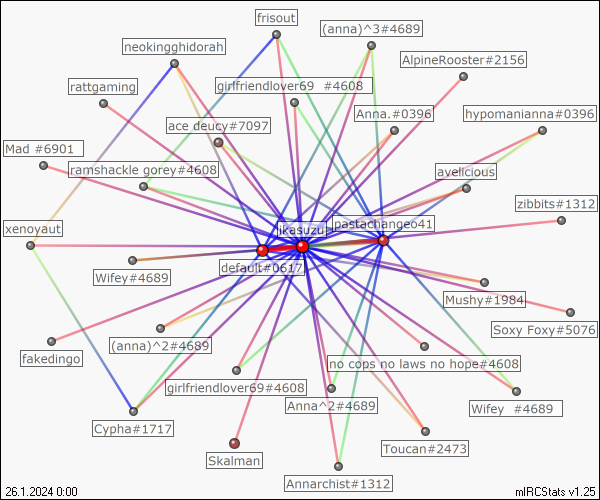 frisout
(anna)^3#4689
neokingghidorah
AlpineRooster#2156
rattgaming
girlfriendlover69 #4608
Anna.#0396
hypomanianna#0396
ace deucy#7097
Mad #6901
ramshackle gorey#4608
avelicious
zibbits#1312
xenoyaut
ikasuzu
pastachangeo41
Wifey#4689
default#0617
Mushy#1984
Soxy Foxy#5076
fakedingo
(anna)^2#4689
no cops no laws no hope#4608
girlfriendlover69#4608
Anna^2#4689
Wifey #4689
Cypha#1717
Toucan#2473
Skalman
Annarchist#1312
26.1.2024 0:00
mIRCStats v1.25